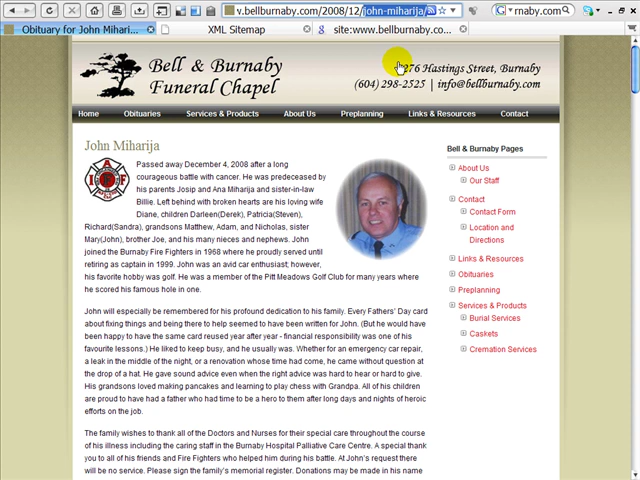 v.bellburnaby.com/2008/12/john-miharija/
rnaby.com
Obituary for John Mihari...
XML Sitemap
site:www.bellburnaby.co...
Bell & Burnaby
Funeral Chapel
276 Hastings Street, Burnaby
(604) 298-2525 | info@bellburnaby.com
Home Obituaries Services & Products About Us Preplanning Links & Resources Contact
John Miharija
Passed away December 4, 2008 after a long
courageous battle with cancer. He was predeceased by
his parents Josip and Ana Miharija and sister-in-law
Billie. Left behind with broken hearts are his loving wife
Diane, children Darleen(Derek), Patricia(Steven),
Richard(Sandra), grandsons Matthew, Adam, and Nicholas, sister
Mary(John), brother Joe, and his many nieces and nephews. John
joined the Burnaby Fire Fighters in 1968 where he proudly served until
retiring as captain in 1999. John was an avid car enthusiast; however,
his favorite hobby was golf. He was a member of the Pitt Meadows Golf Club for many years where
he scored his famous hole in one.
John will especially be remembered for his profound dedication to his family. Every Fathers’ Day card
about fixing things and being there to help seemed to have been written for John. (But he would have
been happy to have the same card reused year after year - financial responsibility was one of his
favourite lessons.) He liked to keep busy, and he usually was. Whether for an emergency car repair,
a leak in the middle of the night, or a renovation whose time had come, he came without question
at the drop of a hat. He gave sound advice even when the right advice was hard to hear or hard to give.
His grandsons loved making pancakes and learning to play chess with Grandpa. All of his children
are proud to have had a father who had time to be a hero to them after long days and nights of heroic
efforts on the job.
The family wishes to thank all of the Doctors and Nurses for their special care throughout the course
of his illness including the caring staff in the Burnaby Hospital Palliative Care Centre. A special thank
you to all of his friends and Fire Fighters who helped him during this battle. At John’s request there
will be no service. Please sign the family’s memorial register. Donations may be made in his name
Bell & Burnaby Pages
About Us
Our Staff
Contact
Contact Form
Location and
Directions
Links & Resources
Obituaries
Preplanning
Services & Products
Burial Services
Caskets
Cremation Services